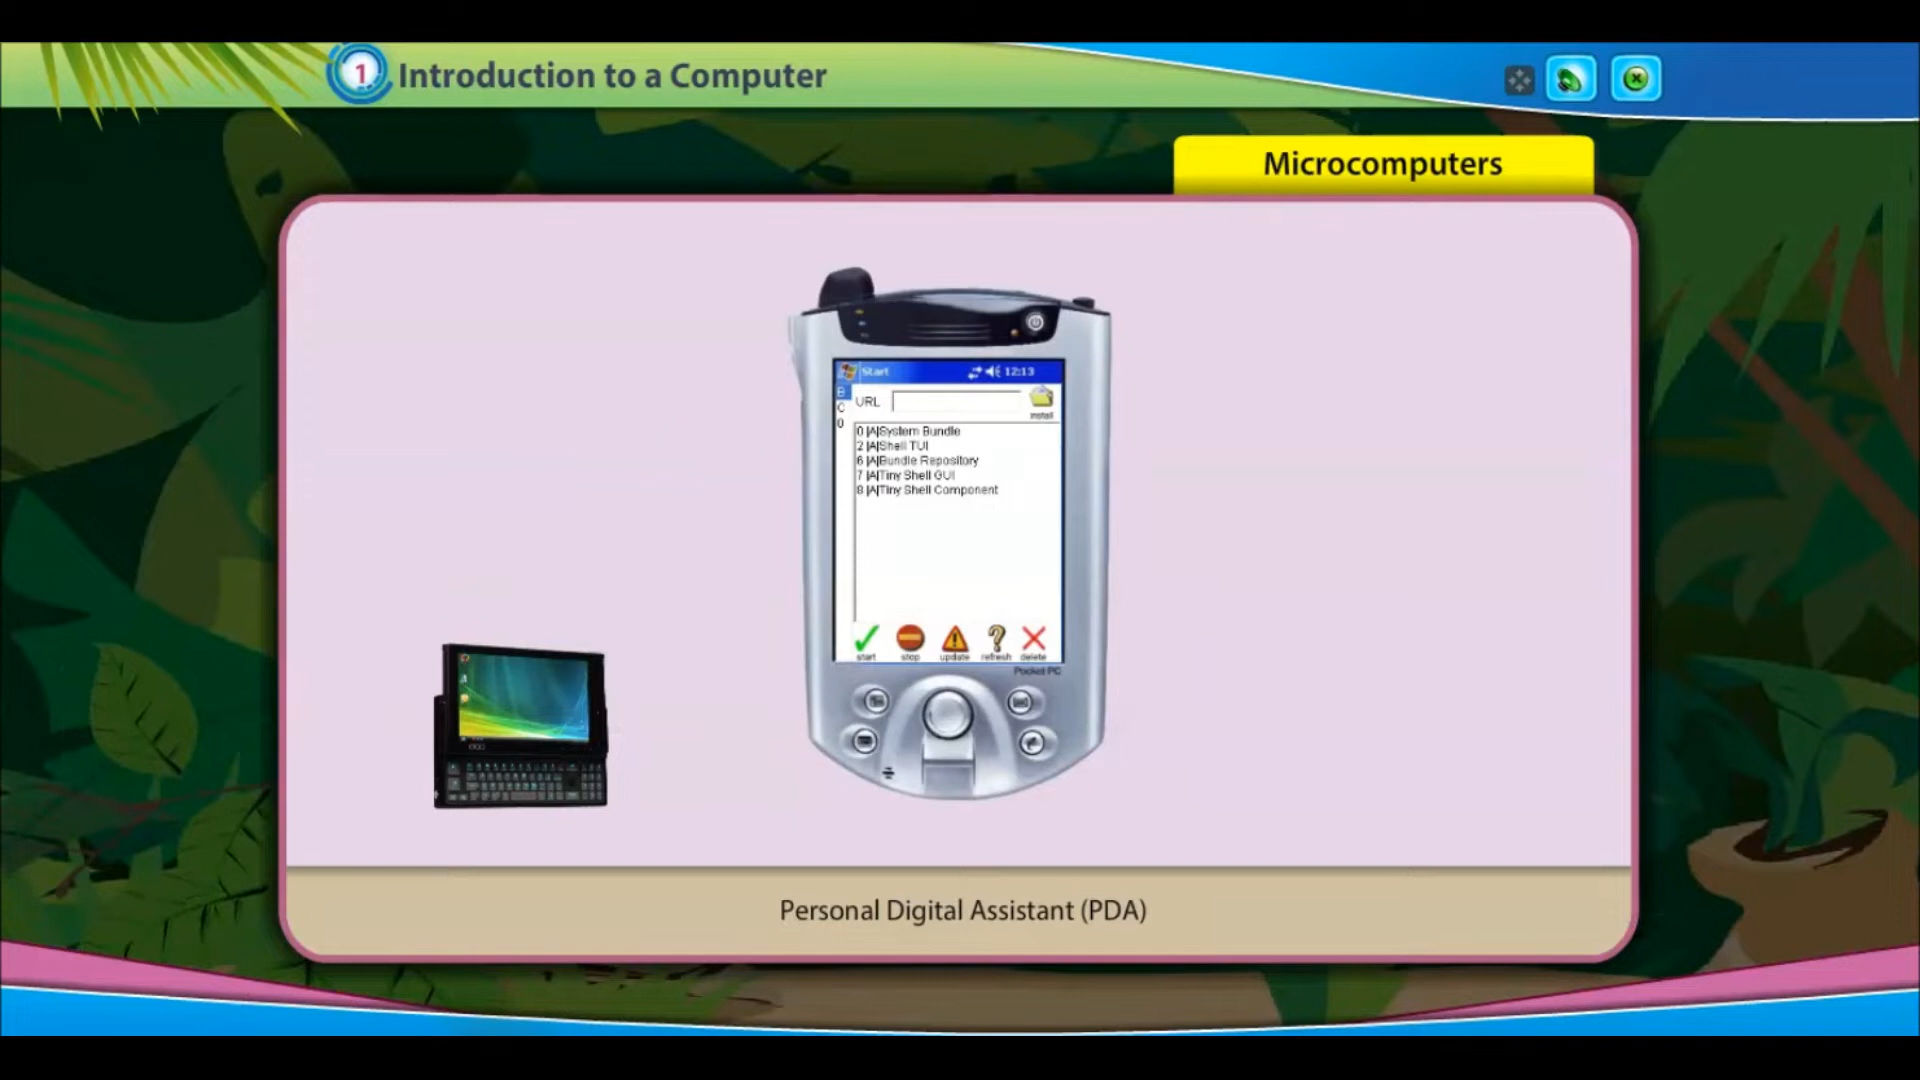 1 Introduction to a Computer
Microcomputers
Start 12:13
B
C
0
URL
install
0 |A|System Bundle
2 |A|Shell TUI
6 |A|Bundle Repository
7 |A|Tiny Shell GUI
8 |A|Tiny Shell Component
start stop update refresh delete
Pocket PC
Personal Digital Assistant (PDA)